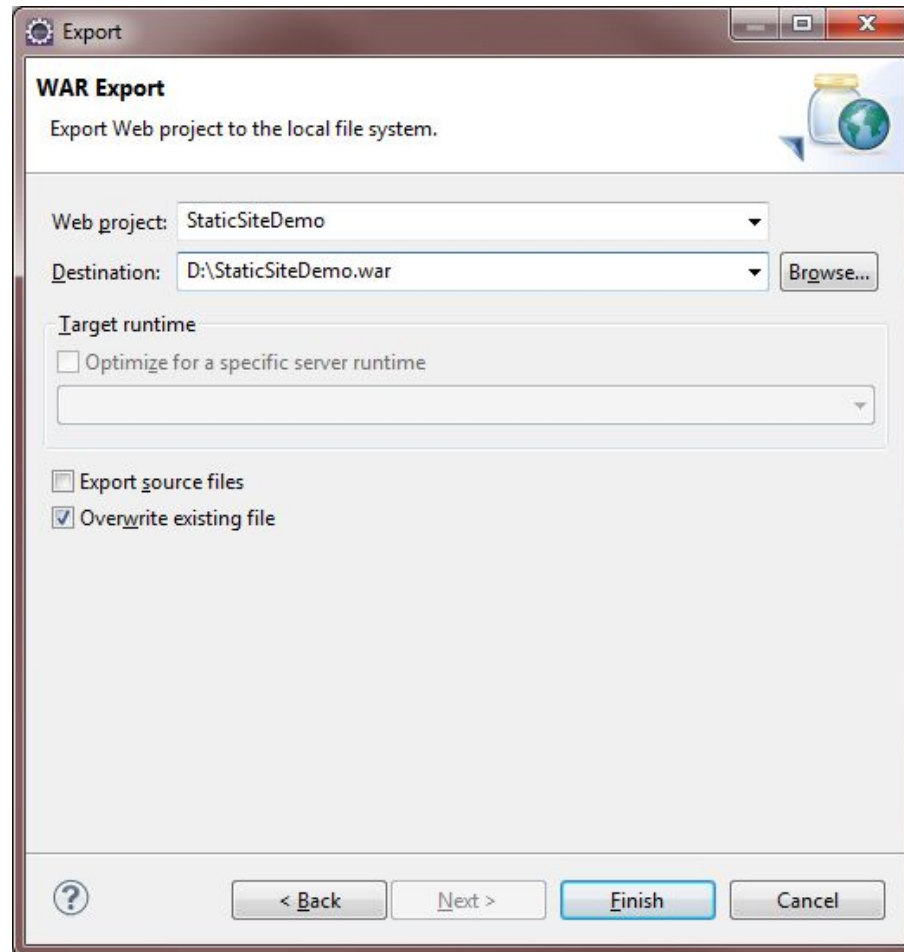 Export
WAR Export
Export Web project to the local file system.
Web project: StaticSiteDemo
Destination: D:\StaticSiteDemo.war Browse...
Target runtime
Optimize for a specific server runtime
Export source files
Overwrite existing file
? < Back Next > Finish Cancel